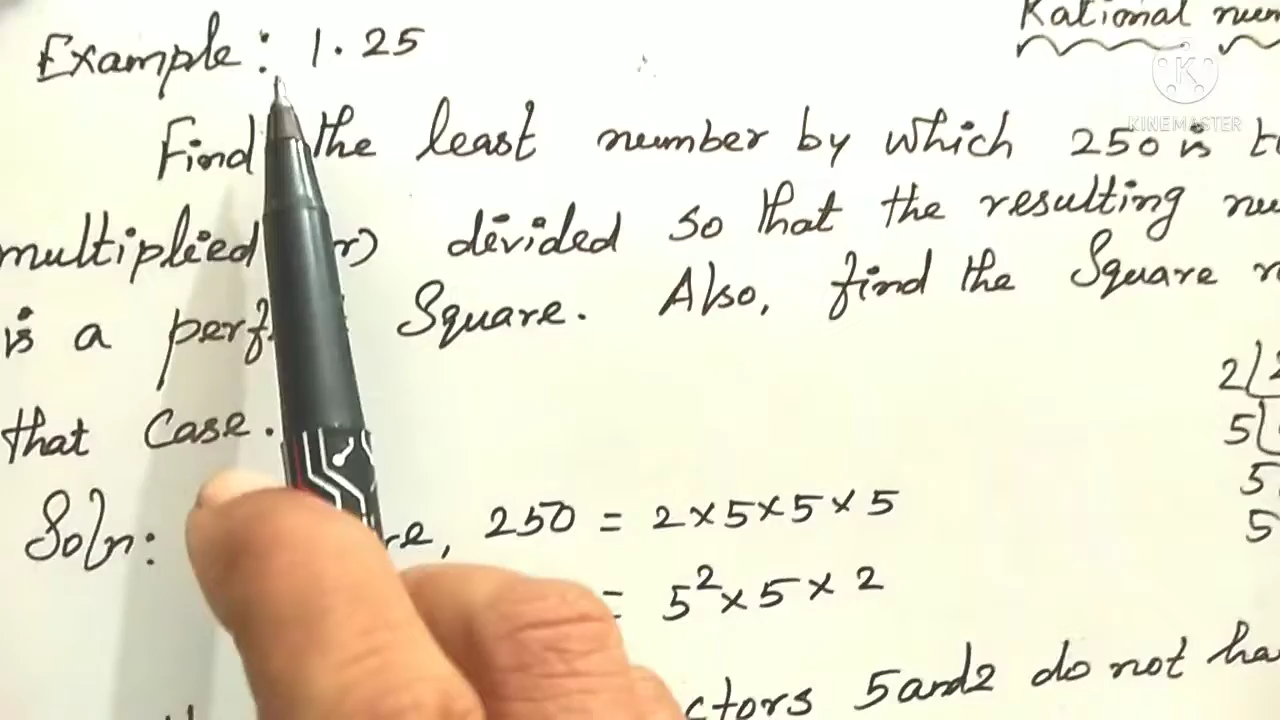 Rational num
Example: 1.25
KINEMASTER
Find the least number by which 250 is t
multiplied r) divided so that the resulting nu
is a perf Square. Also, find the Square r
that Case.
2
5
5
5
Soln: re, 250 = 2×5×5×5
= 5²×5×2
ctors 5and2 do not ha